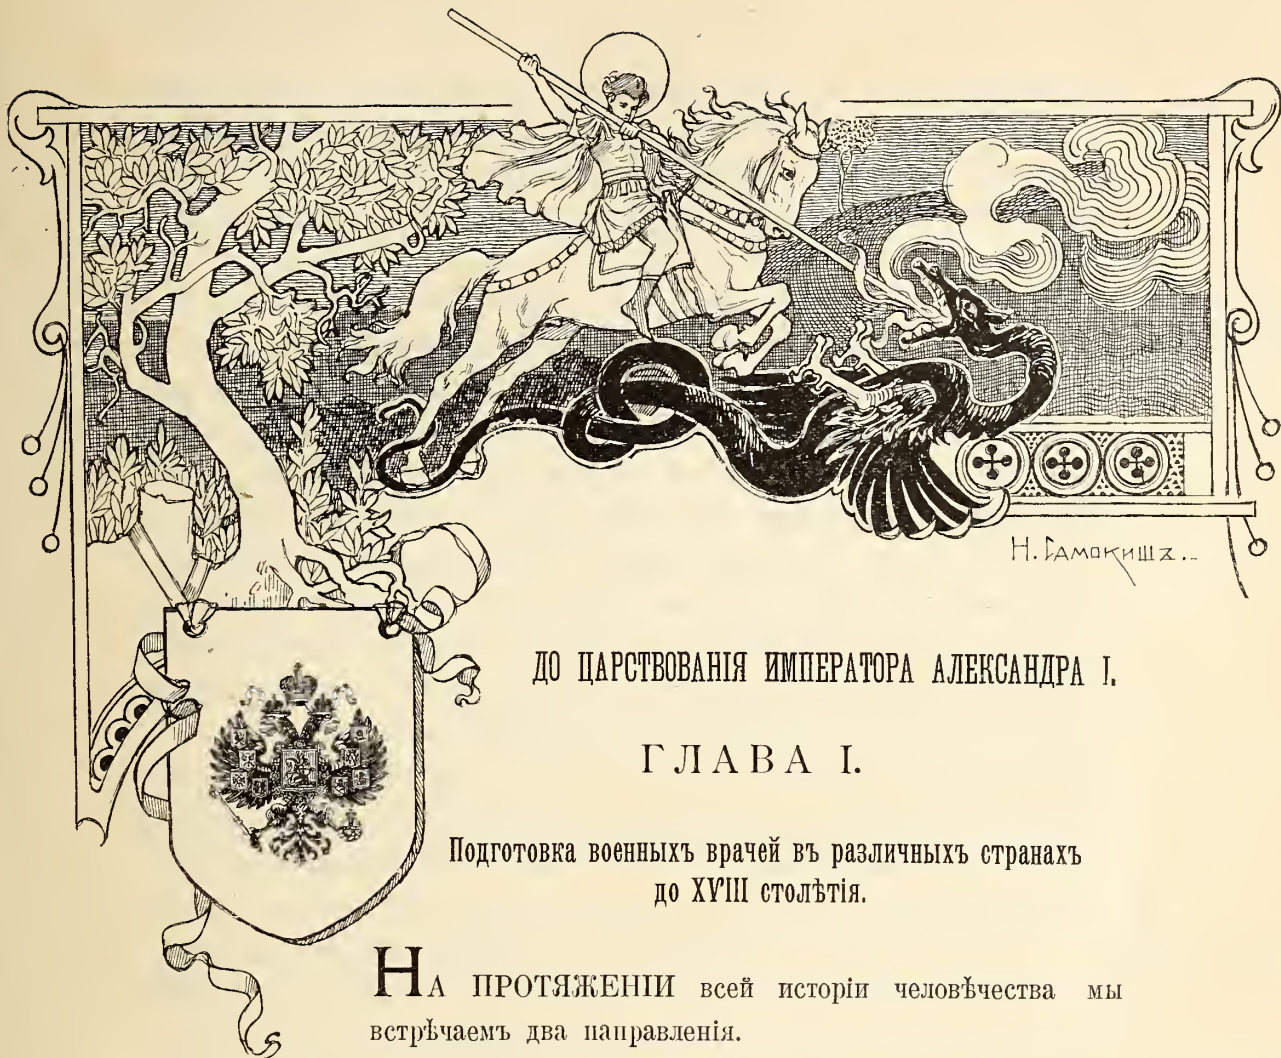 Н. Самокишъ...
ДО ЦАРСТВОВАНІЯ ИМПЕРАТОРА АЛЕКСАНДРА I.
ГЛАВА I.
Подготовка военныхъ врачей въ различныхъ странахъ
до XVIII столѣтія.
На протяженіи всей исторіи человѣчества мы
встрѣчаемъ два направленія.